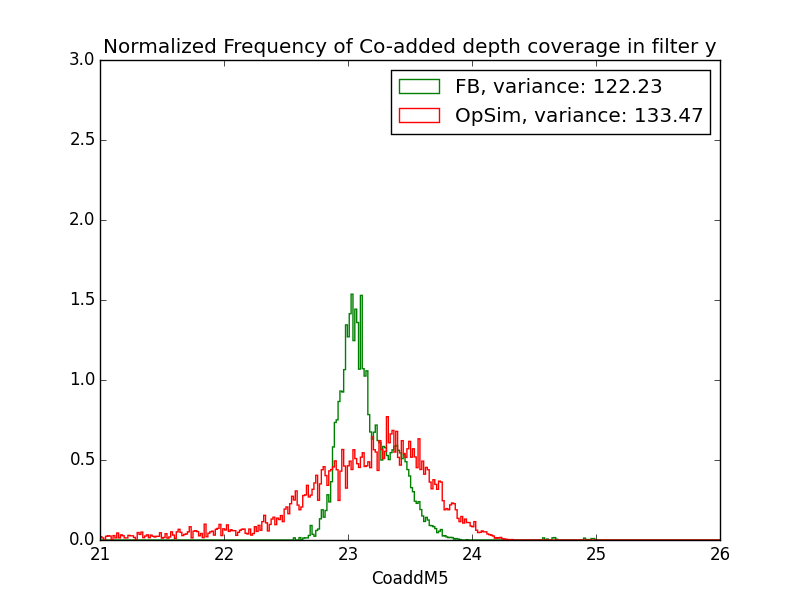 Normalized Frequency of Co-added depth coverage in filter y
3.0
FB, variance: 122.23
OpSim, variance: 133.47
2.5
2.0
1.5
1.0
0.5
0.0
21 22 23 24 25 26
CoaddM5